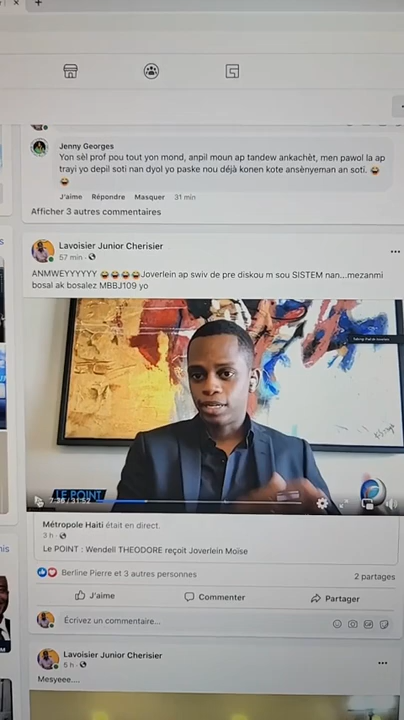 Jenny Georges
Yon sèl prof pou tout yon mond, anpil moun ap tandew ankachèt, men pawol la ap
trayi yo depil soti nan dyol yo paske nou déjà konen kote ansènyeman an soti.
J'aime Répondre Masquer 31 min
Afficher 3 autres commentaires
Lavoisier Junior Cherisier
57 min
ANMWEYYYYYY Joverlein ap swiv de pre diskou m sou SISTEM nan...mezanmi
bosal ak bosalez MBBJ109 yo
LE POINT
7:36 / 31:52
Métropole Haiti était en direct.
3 h
Le POINT : Wendell THEODORE reçoit Joverlein Moïse
Berline Pierre et 3 autres personnes
2 partages
J'aime Commenter Partager
Écrivez un commentaire...
Lavoisier Junior Cherisier
5 h
Mesyeee....